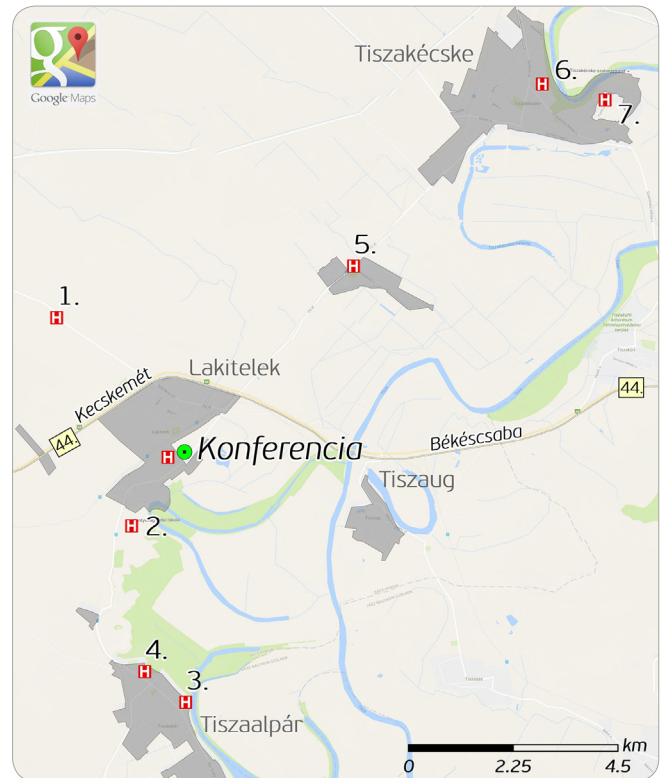 Google Maps
Tiszakécske
6.
7.
5.
1.
Lakitelek
Kecskemét
44.
44.
Konferencia
Békéscsaba
Tiszaug
2.
4.
3.
Tiszaalpár
km
0 2.25 4.5